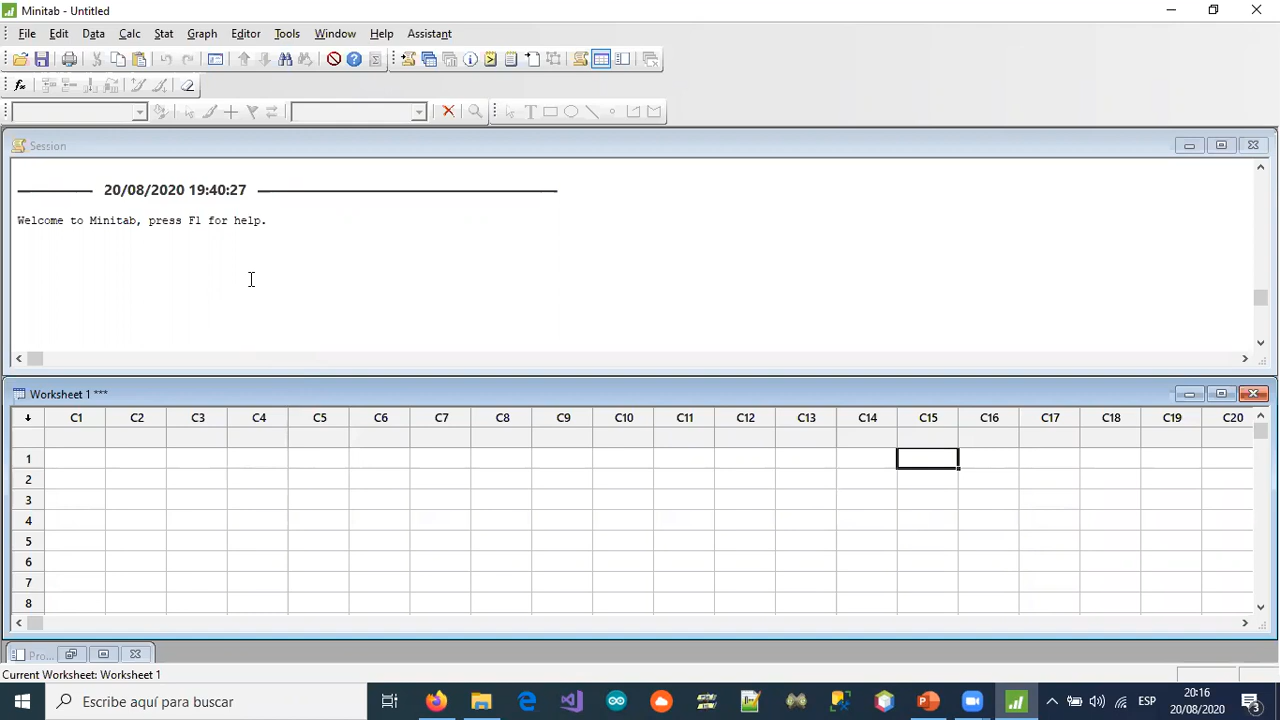 Minitab - Untitled
File Edit Data Calc Stat Graph Editor Tools Window Help Assistant
Session
20/08/2020 19:40:27
Welcome to Minitab, press F1 for help.
Worksheet 1 ***
C1 C2 C3 C4 C5 C6 C7 C8 C9 C10 C11 C12 C13 C14 C15 C16 C17 C18 C19 C20
1
2
3
4
5
6
7
8
Pro...
Current Worksheet: Worksheet 1
Escribe aquí para buscar
ESP
20:16
20/08/2020
3